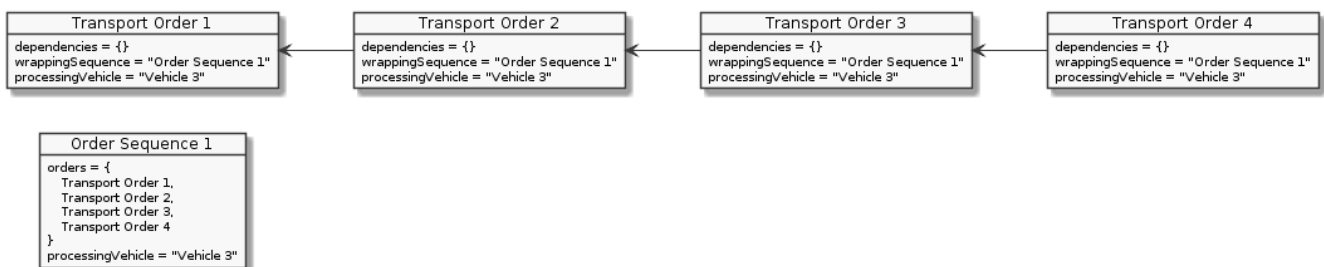 Transport Order 1
dependencies = {}
wrappingSequence = "Order Sequence 1"
processingVehicle = "Vehicle 3"
Transport Order 2
dependencies = {}
wrappingSequence = "Order Sequence 1"
processingVehicle = "Vehicle 3"
Transport Order 3
dependencies = {}
wrappingSequence = "Order Sequence 1"
processingVehicle = "Vehicle 3"
Transport Order 4
dependencies = {}
wrappingSequence = "Order Sequence 1"
processingVehicle = "Vehicle 3"
Order Sequence 1
orders = {
Transport Order 1,
Transport Order 2,
Transport Order 3,
Transport Order 4
}
processingVehicle = "Vehicle 3"